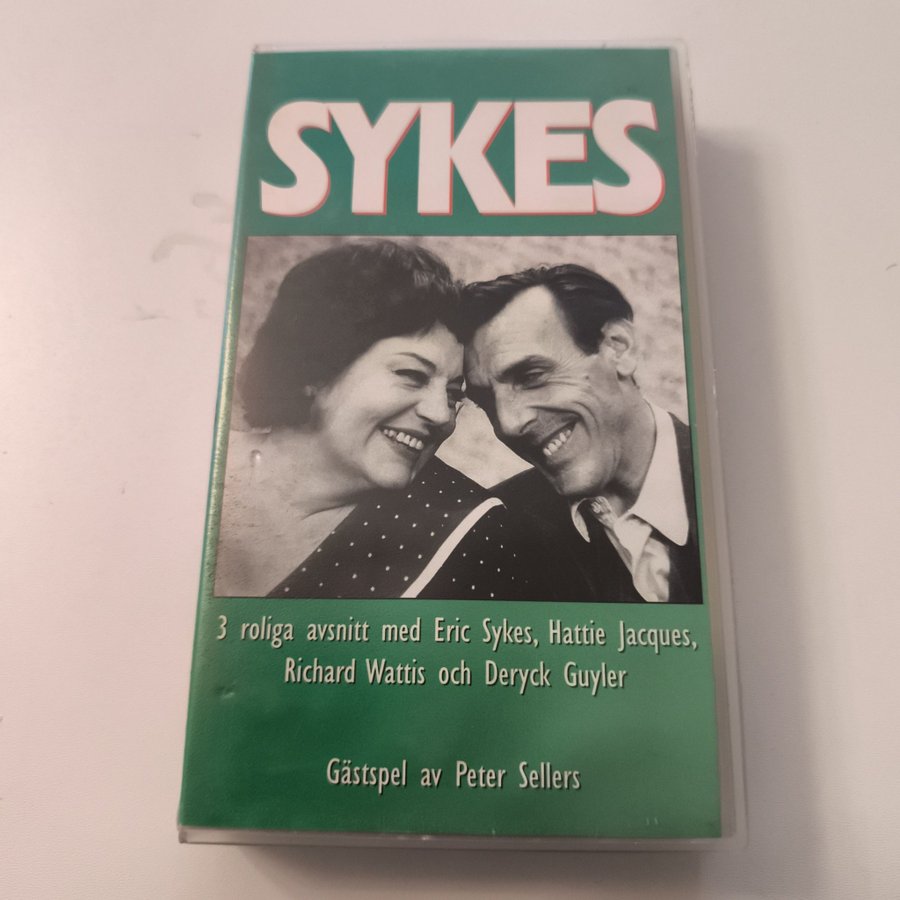 SYKES
3 roliga avsnitt med Eric Sykes, Hattie Jacques,
Richard Wattis och Deryck Guyler
Gästspel av Peter Sellers